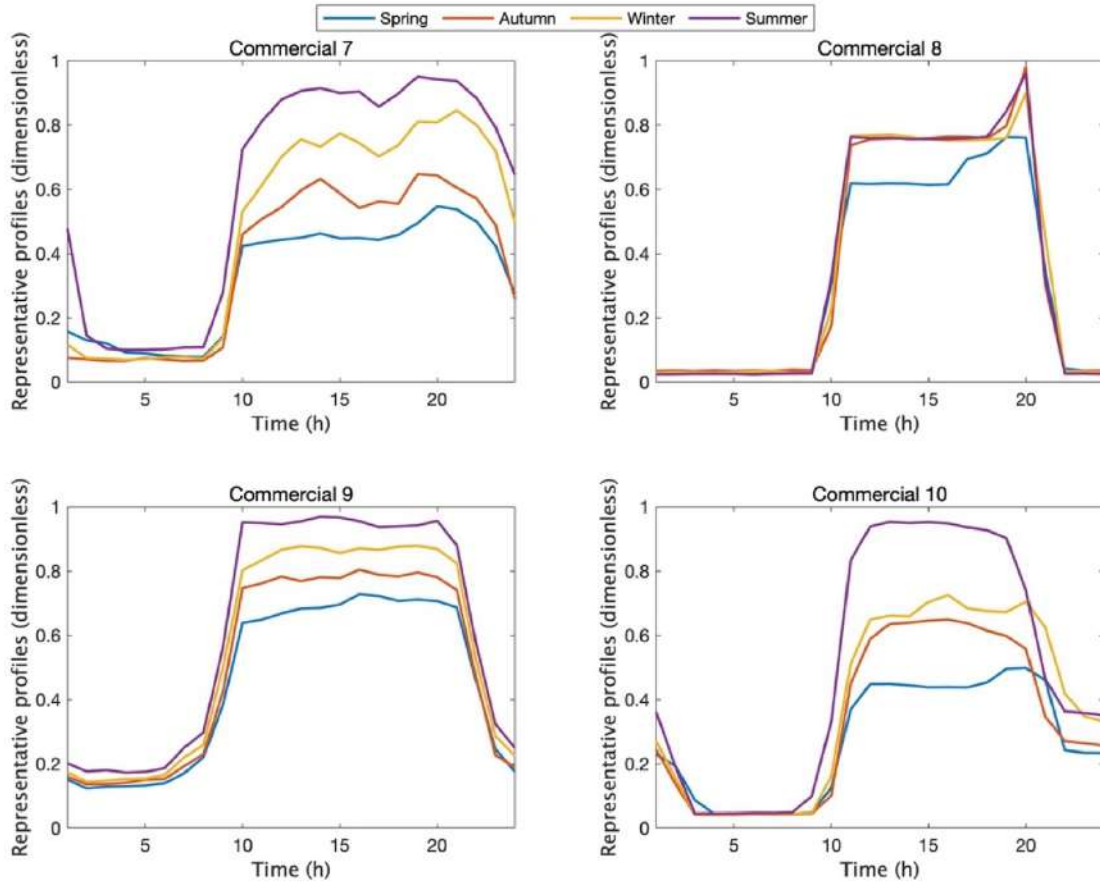 Spring Autumn Winter Summer
Commercial 7
Representative profiles (dimensionless)
1
0.8
0.6
0.4
0.2
0
5 10 15 20
Time (h)
Commercial 8
Representative profiles (dimensionless)
1
0.8
0.6
0.4
0.2
0
5 10 15 20
Time (h)
Commercial 9
Representative profiles (dimensionless)
1
0.8
0.6
0.4
0.2
0
5 10 15 20
Time (h)
Commercial 10
Representative profiles (dimensionless)
1
0.8
0.6
0.4
0.2
0
5 10 15 20
Time (h)